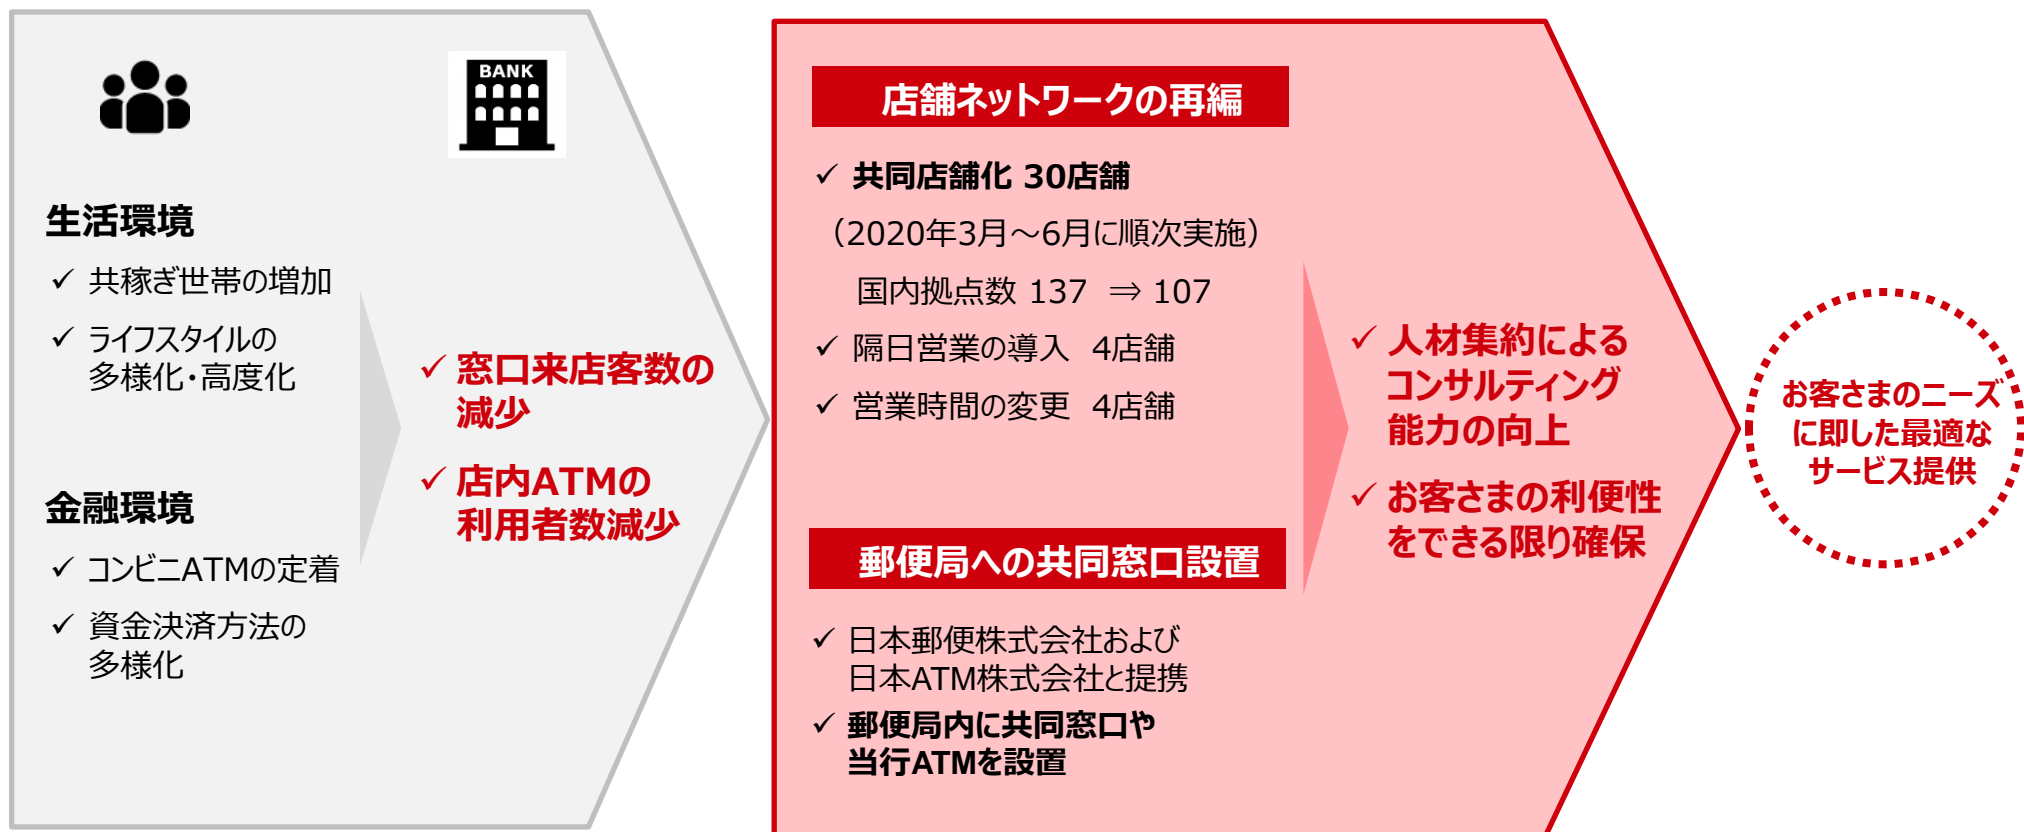 BANK
生活環境
✓ 共稼ぎ世帯の増加
✓ ライフスタイルの
多様化・高度化
金融環境
✓ コンビニATMの定着
✓ 資金決済方法の
多様化
✓ 窓口来店客数の
減少
✓ 店内ATMの
利用者数減少
店舗ネットワークの再編
✓ 共同店舗化 30店舗
（2020年3月～6月に順次実施）
国内拠点数 137 ⇒ 107
✓ 隔日営業の導入 4店舗
✓ 営業時間の変更 4店舗
郵便局への共同窓口設置
✓ 日本郵便株式会社および
日本ATM株式会社と提携
✓ 郵便局内に共同窓口や
当行ATMを設置
✓ 人材集約による
コンサルティング
能力の向上
✓ お客さまの利便性
をできる限り確保
お客さまのニーズ
に即した最適な
サービス提供